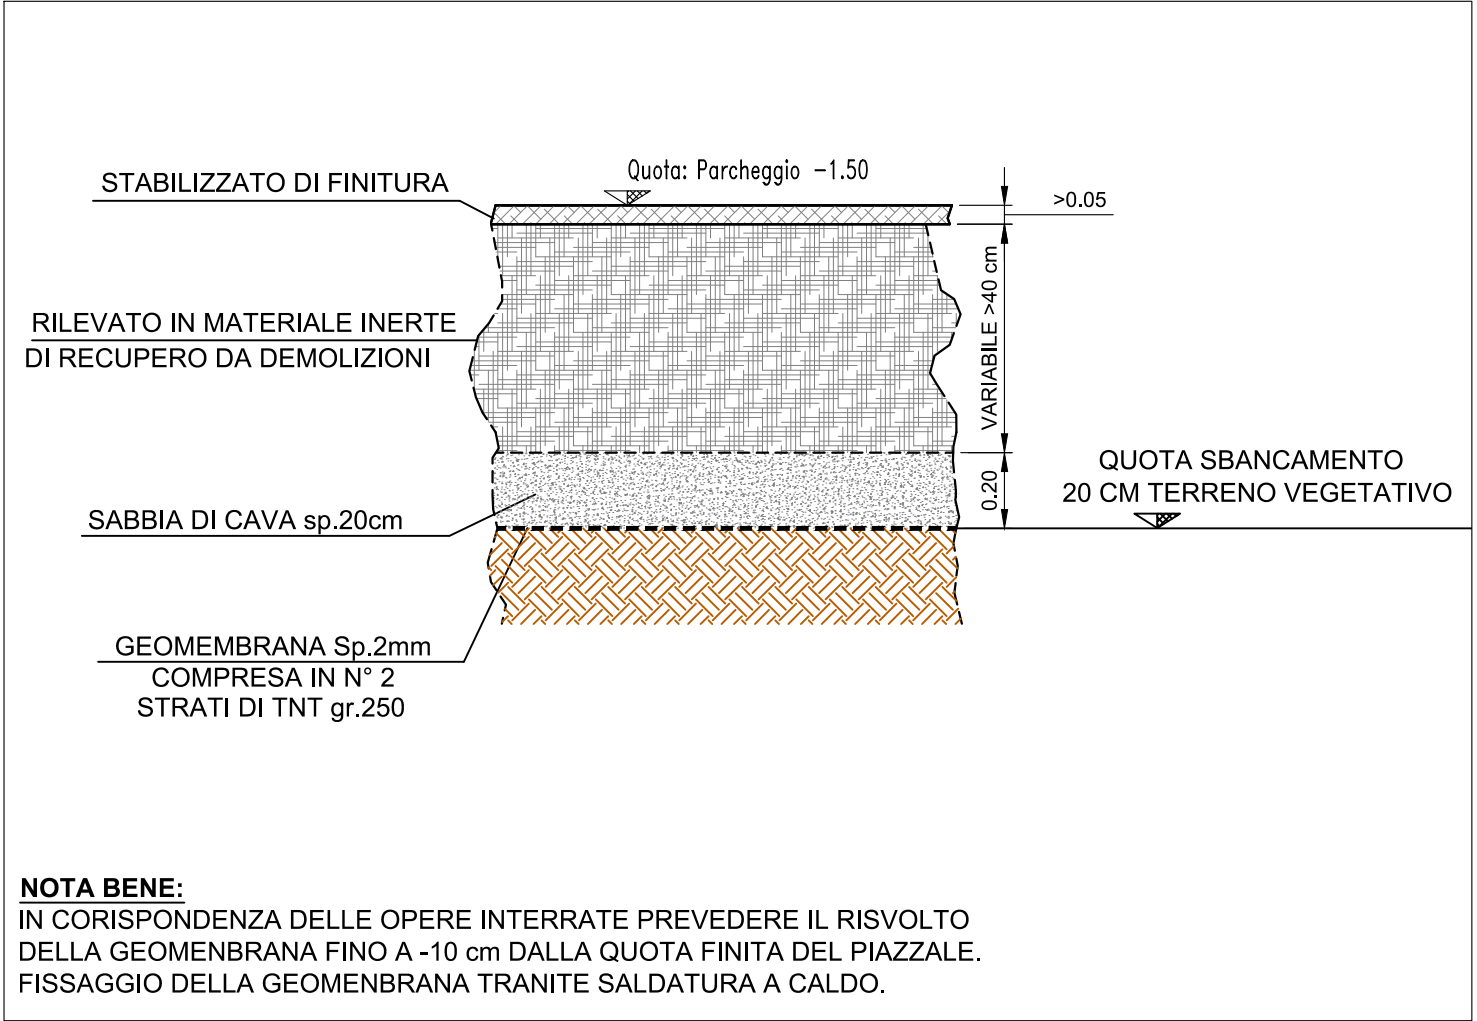 Quota: Parcheggio -1.50
STABILIZZATO DI FINITURA
>0.05
VARIABILE >40 cm
RILEVATO IN MATERIALE INERTE
DI RECUPERO DA DEMOLIZIONI
0.20
QUOTA SBANCAMENTO
20 CM TERRENO VEGETATIVO
SABBIA DI CAVA sp.20cm
GEOMEMBRANA Sp.2mm
COMPRESA IN N° 2
STRATI DI TNT gr.250
NOTA BENE:
IN CORISPONDENZA DELLE OPERE INTERRATE PREVEDERE IL RISVOLTO
DELLA GEOMENBRANA FINO A -10 cm DALLA QUOTA FINITA DEL PIAZZALE.
FISSAGGIO DELLA GEOMENBRANA TRANITE SALDATURA A CALDO.